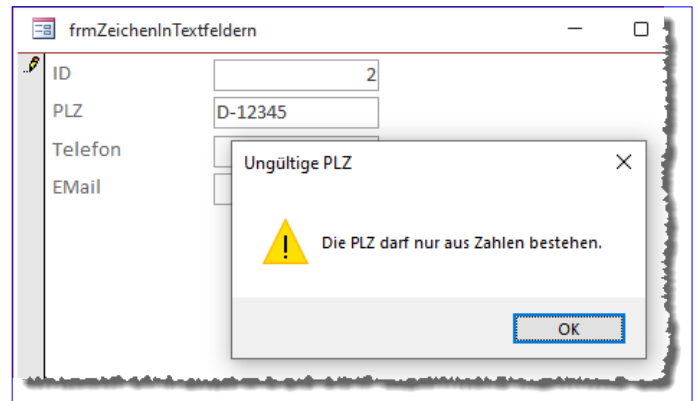 frmZeichenInTextfeldern
ID 2
PLZ D-12345
Telefon
EMail
Ungültige PLZ
Die PLZ darf nur aus Zahlen bestehen.
OK